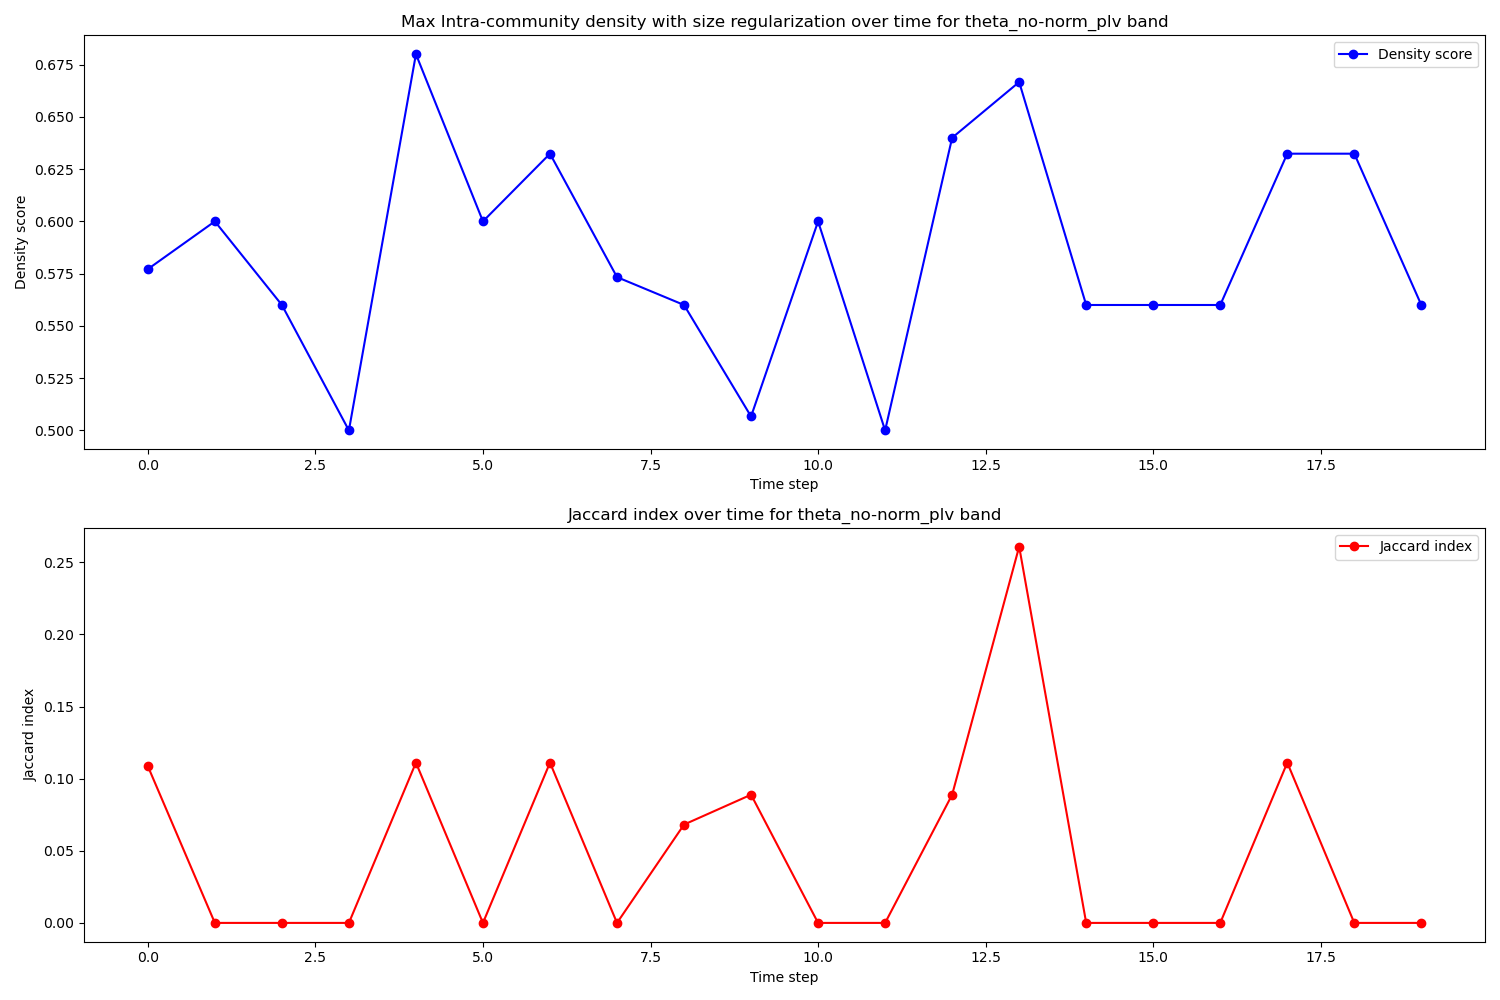 Max Intra-community density with size regularization over time for theta_no-norm_plv band
Density score
0.675
0.650
0.625
0.600
0.575
0.550
0.525
0.500
Density score
0.0 2.5 5.0 7.5 10.0 12.5 15.0 17.5
Time step
Jaccard index over time for theta_no-norm_plv band
Jaccard index
0.25
0.20
0.15
0.10
0.05
0.00
Jaccard index
0.0 2.5 5.0 7.5 10.0 12.5 15.0 17.5
Time step